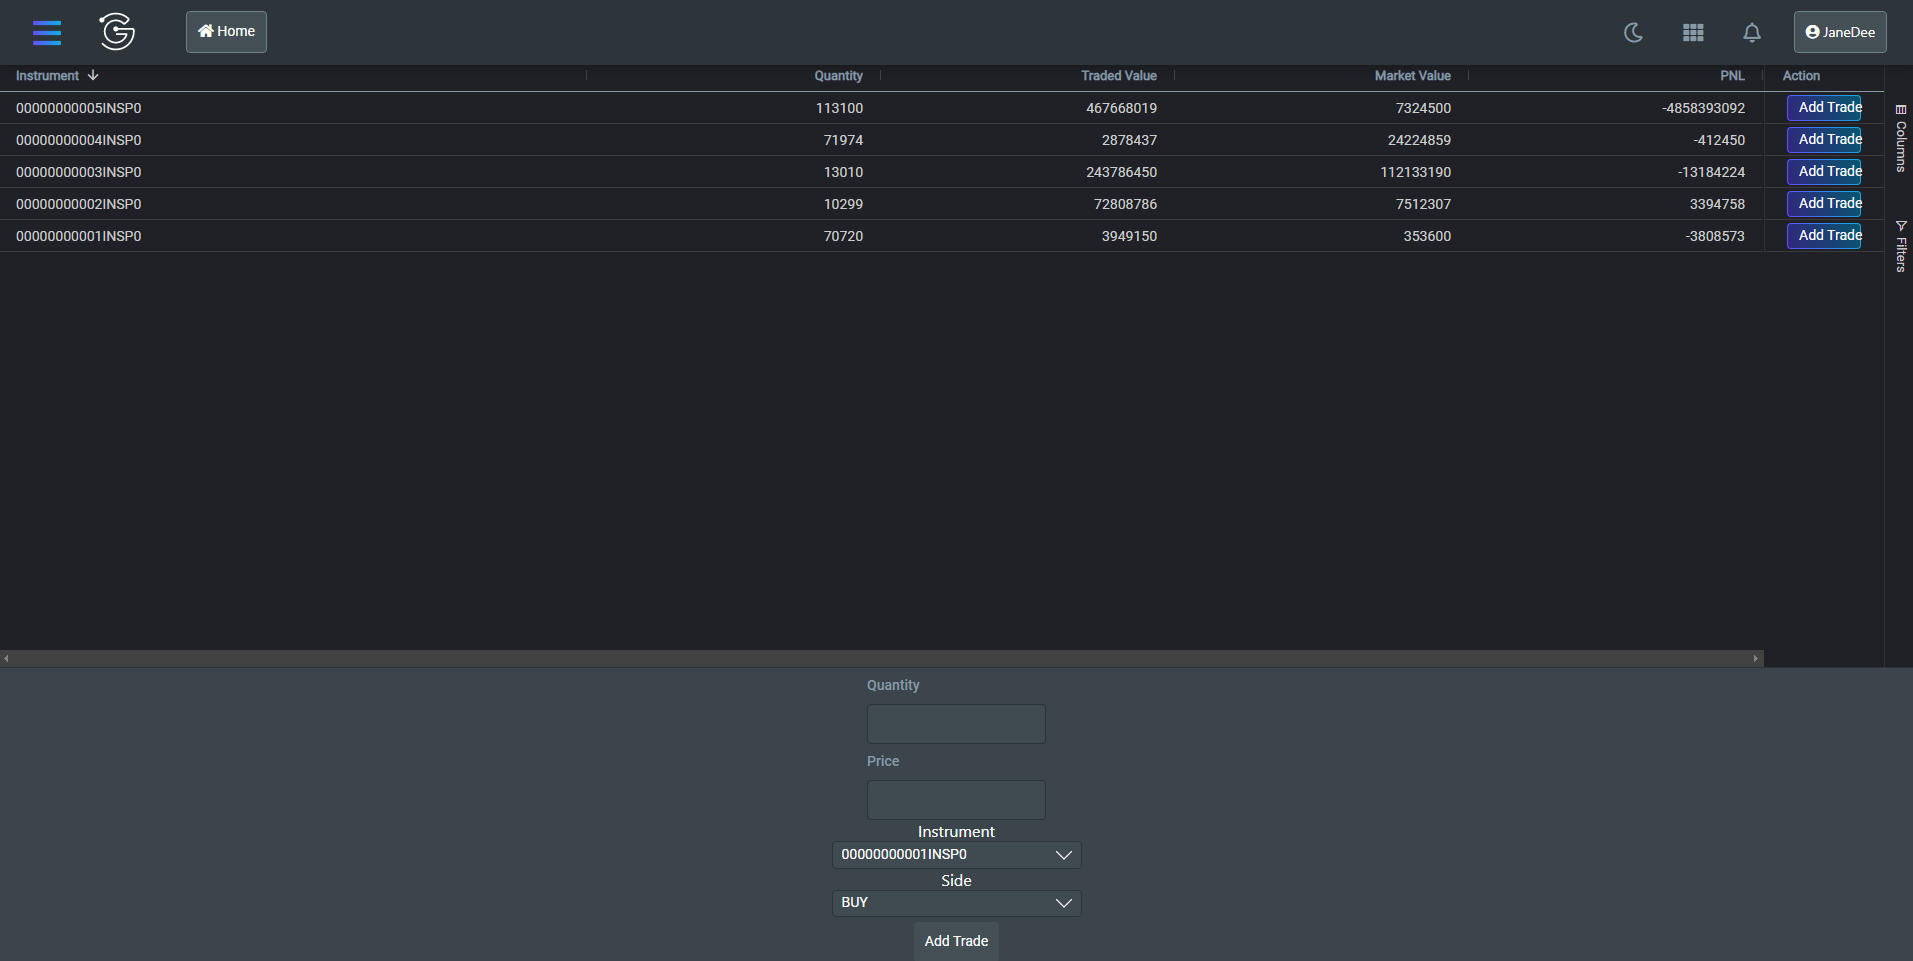 Home
JaneDee
Instrument Quantity Traded Value Market Value PNL Action
00000000005INSP0 113100 467668019 7324500 -4858393092 Add Trade
00000000004INSP0 71974 2878437 24224859 -412450 Add Trade
00000000003INSP0 13010 243786450 112133190 -13184224 Add Trade
00000000002INSP0 10299 72808786 7512307 3394758 Add Trade
00000000001INSP0 70720 3949150 353600 -3808573 Add Trade
Columns
Filters
Quantity
Price
Instrument
00000000001INSP0
Side
BUY
Add Trade